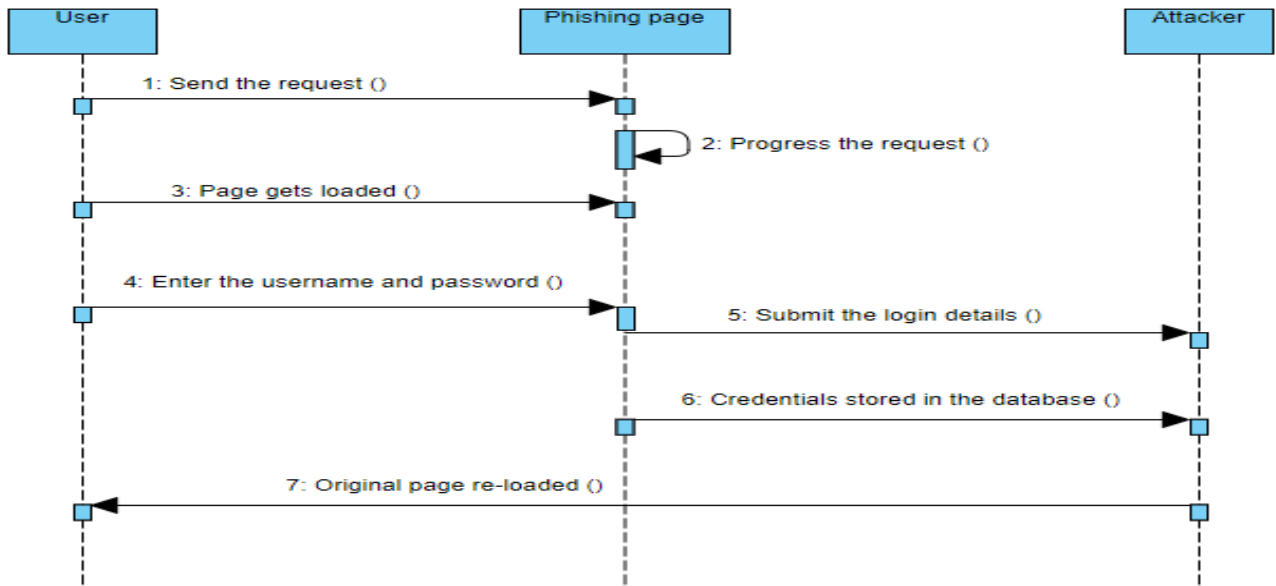 User
Phishing page
Attacker
1: Send the request ()
2: Progress the request ()
3: Page gets loaded ()
4: Enter the username and password ()
5: Submit the login details ()
6: Credentials stored in the database ()
7: Original page re-loaded ()